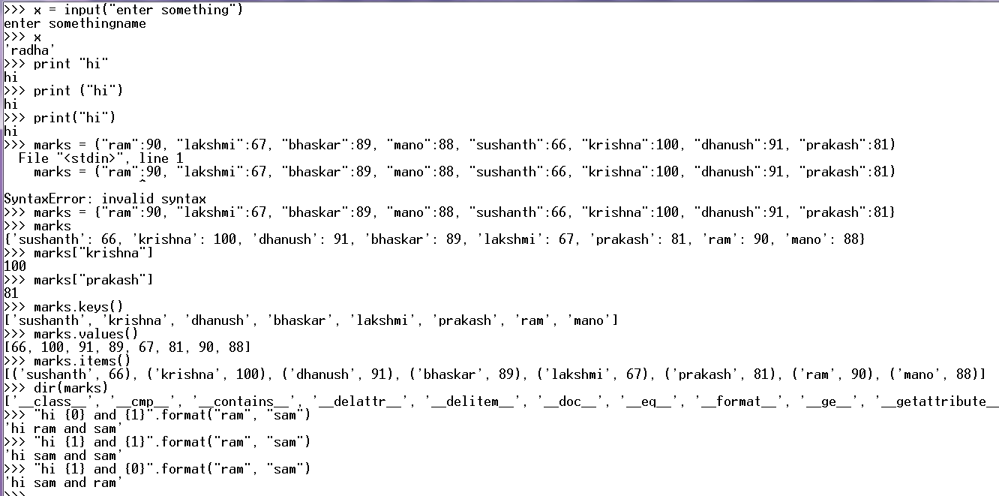 >>> x = input("enter something")
enter somethingname
>>> x
'radha'
>>> print "hi"
hi
>>> print ("hi")
hi
>>> print("hi")
hi
>>> marks = ("ram":90, "lakshmi":67, "bhaskar":89, "mano":88, "sushanth":66, "krishna":100, "dhanush":91, "prakash":81)
  File "<stdin>", line 1
    marks = ("ram":90, "lakshmi":67, "bhaskar":89, "mano":88, "sushanth":66, "krishna":100, "dhanush":91, "prakash":81)
                  ^
SyntaxError: invalid syntax
>>> marks = {"ram":90, "lakshmi":67, "bhaskar":89, "mano":88, "sushanth":66, "krishna":100, "dhanush":91, "prakash":81}
>>> marks
{'sushanth': 66, 'krishna': 100, 'dhanush': 91, 'bhaskar': 89, 'lakshmi': 67, 'prakash': 81, 'ram': 90, 'mano': 88}
>>> marks["krishna"]
100
>>> marks["prakash"]
81
>>> marks.keys()
['sushanth', 'krishna', 'dhanush', 'bhaskar', 'lakshmi', 'prakash', 'ram', 'mano']
>>> marks.values()
[66, 100, 91, 89, 67, 81, 90, 88]
>>> marks.items()
[('sushanth', 66), ('krishna', 100), ('dhanush', 91), ('bhaskar', 89), ('lakshmi', 67), ('prakash', 81), ('ram', 90), ('mano', 88)]
>>> dir(marks)
['__class__', '__cmp__', '__contains__', '__delattr__', '__delitem__', '__doc__', '__eq__', '__format__', '__ge__', '__getattribute__
>>> "hi {0} and {1}".format("ram", "sam")
'hi ram and sam'
>>> "hi {1} and {1}".format("ram", "sam")
'hi sam and sam'
>>> "hi {1} and {0}".format("ram", "sam")
'hi sam and ram'
>>>